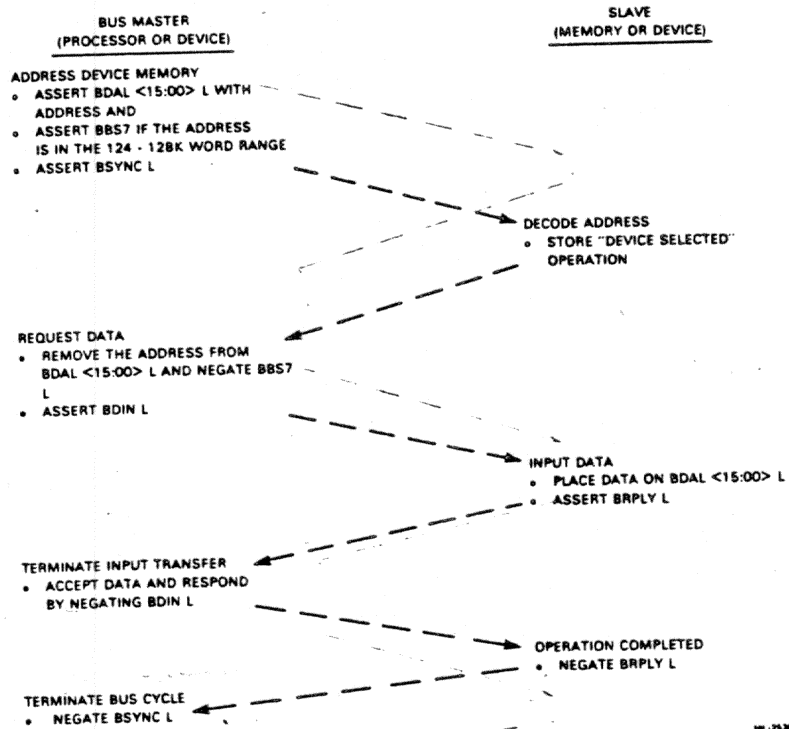 BUS MASTER
(PROCESSOR OR DEVICE)
SLAVE
(MEMORY OR DEVICE)
ADDRESS DEVICE MEMORY
• ASSERT BDAL <15:00> L WITH
ADDRESS AND
• ASSERT BBS7 IF THE ADDRESS
IS IN THE 124 - 128K WORD RANGE
• ASSERT BSYNC L
DECODE ADDRESS
• STORE "DEVICE SELECTED"
OPERATION
REQUEST DATA
• REMOVE THE ADDRESS FROM
BDAL <15:00> L AND NEGATE BBS7
L
• ASSERT BDIN L
INPUT DATA
• PLACE DATA ON BDAL <15:00> L
• ASSERT BRPLY L
TERMINATE INPUT TRANSFER
• ACCEPT DATA AND RESPOND
BY NEGATING BDIN L
OPERATION COMPLETED
• NEGATE BRPLY L
TERMINATE BUS CYCLE
• NEGATE BSYNC L